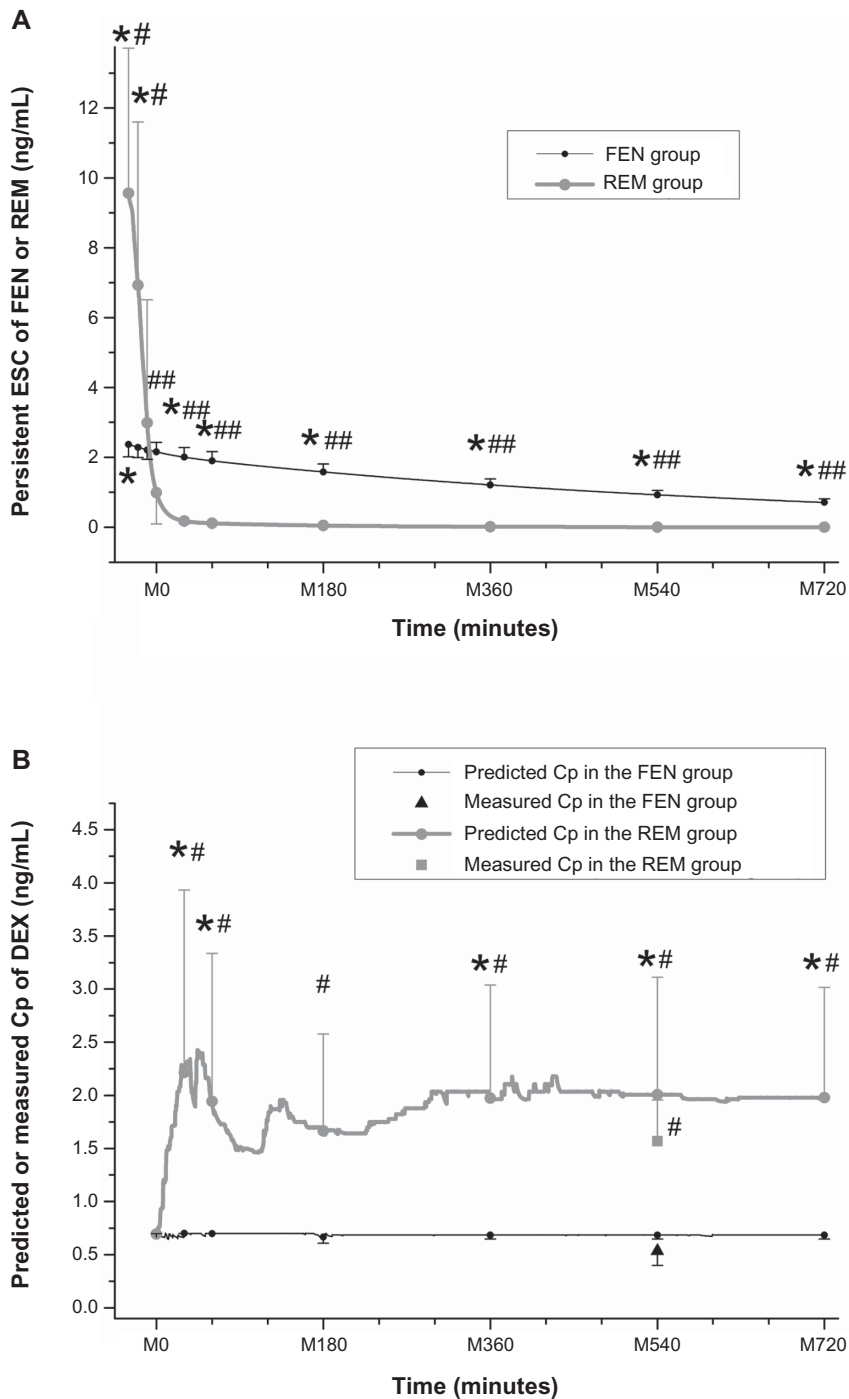 A
*#
*#
12
10
8
6
4
2
0
Persistent ESC of FEN or REM (ng/mL)
FEN group
REM group
##
*##
*##
*##
*##
*##
*##
*
M0 M180 M360 M540 M720
Time (minutes)
B
Predicted Cp in the FEN group
Measured Cp in the FEN group
Predicted Cp in the REM group
Measured Cp in the REM group
4.5
4.0
3.5
3.0
2.5
2.0
1.5
1.0
0.5
0.0
Predicted or measured Cp of DEX (ng/mL)
*#
*#
#
*#
*#
*#
#
M0 M180 M360 M540 M720
Time (minutes)